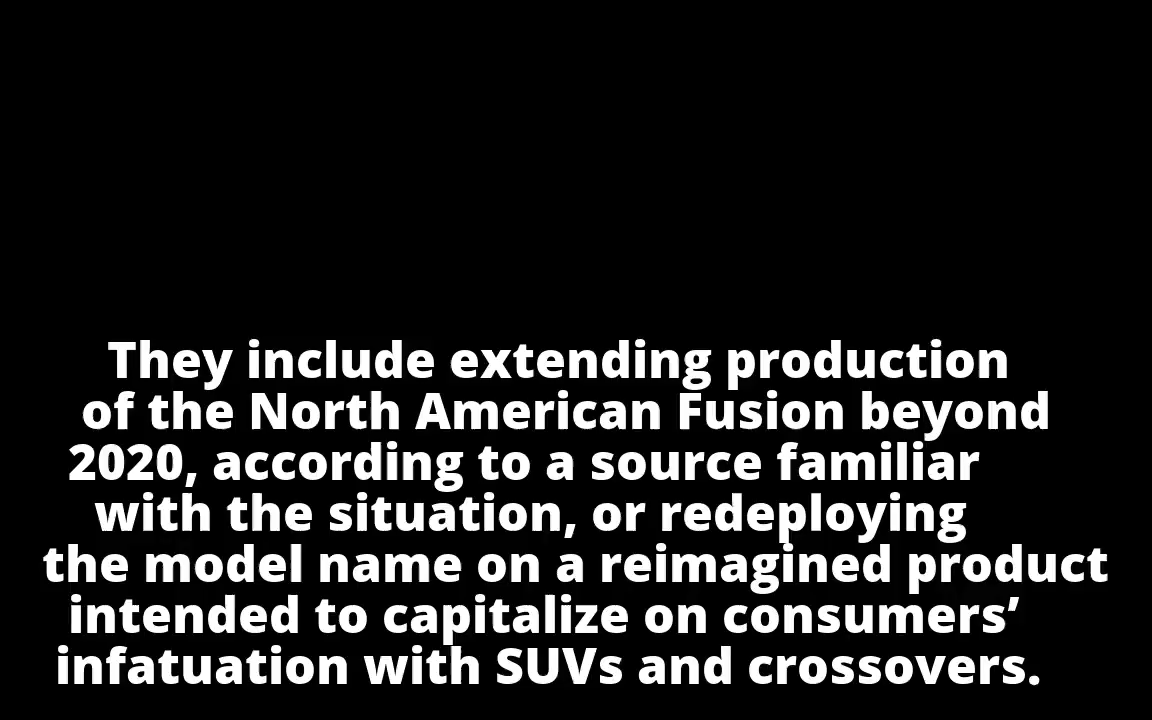 They include extending production
of the North American Fusion beyond
2020, according to a source familiar
with the situation, or redeploying
the model name on a reimagined product
intended to capitalize on consumers’
infatuation with SUVs and crossovers.